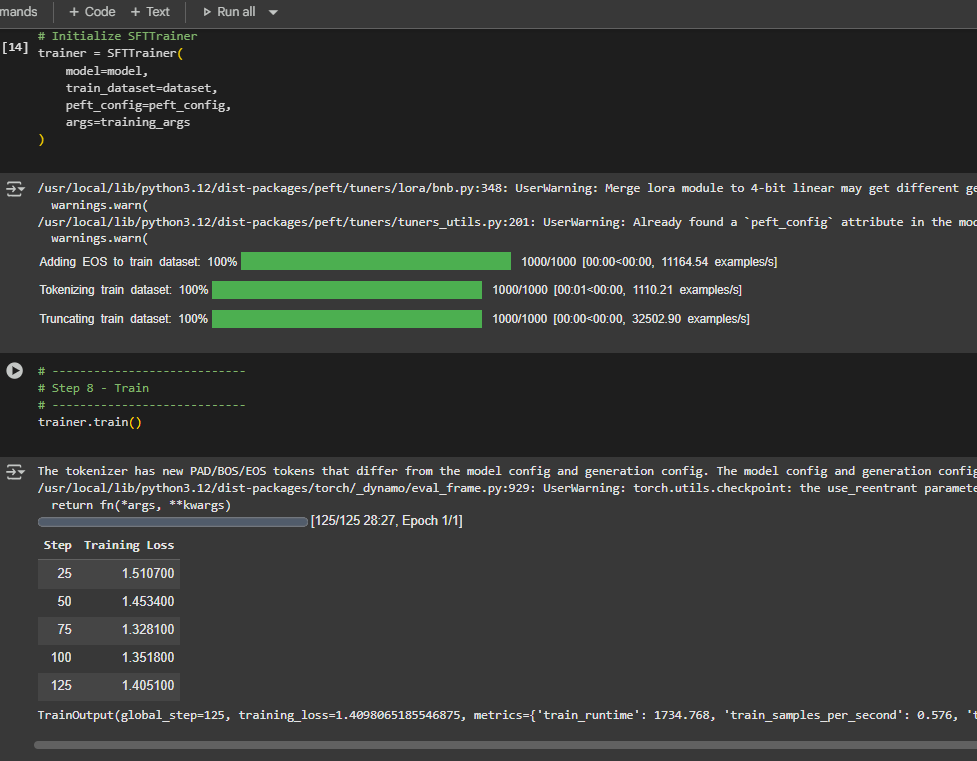 mands + Code + Text Run all
# Initialize SFTTrainer
[14] trainer = SFTTrainer(
model=model,
train_dataset=dataset,
peft_config=peft_config,
args=training_args
)
/usr/local/lib/python3.12/dist-packages/peft/tuners/lora/bnb.py:348: UserWarning: Merge lora module to 4-bit linear may get different ge
warnings.warn(
/usr/local/lib/python3.12/dist-packages/peft/tuners/tuners_utils.py:201: UserWarning: Already found a `peft_config` attribute in the mod
warnings.warn(
Adding EOS to train dataset: 100% 1000/1000 [00:00<00:00, 11164.54 examples/s]
Tokenizing train dataset: 100% 1000/1000 [00:01<00:00, 1110.21 examples/s]
Truncating train dataset: 100% 1000/1000 [00:00<00:00, 32502.90 examples/s]
# ----------------------------
# Step 8 - Train
# ----------------------------
trainer.train()
The tokenizer has new PAD/BOS/EOS tokens that differ from the model config and generation config. The model config and generation config
/usr/local/lib/python3.12/dist-packages/torch/_dynamo/eval_frame.py:929: UserWarning: torch.utils.checkpoint: the use_reentrant paramete
return fn(*args, **kwargs)
[125/125 28:27, Epoch 1/1]
Step Training Loss
25 1.510700
50 1.453400
75 1.328100
100 1.351800
125 1.405100
TrainOutput(global_step=125, training_loss=1.4098065185546875, metrics={'train_runtime': 1734.768, 'train_samples_per_second': 0.576, 't